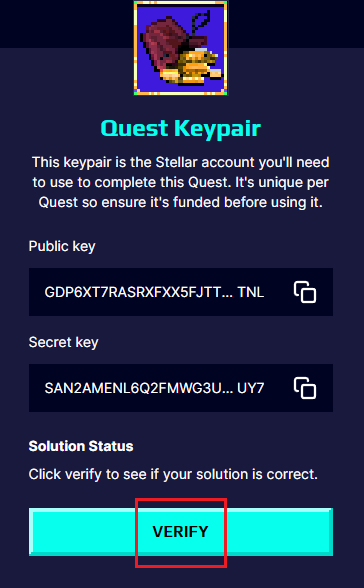 Quest Keypair
This keypair is the Stellar account you'll need
to use to complete this Quest. It's unique per
Quest so ensure it's funded before using it.
Public key
GDP6XT7RASRXFXX5FJTT... TNL
Secret key
SAN2AMENL6Q2FMWG3U... UY7
Solution Status
Click verify to see if your solution is correct.
VERIFY